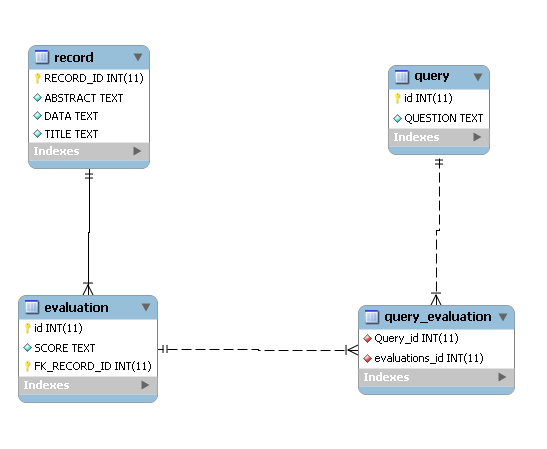 record
RECORD_ID INT(11)
ABSTRACT TEXT
DATA TEXT
TITLE TEXT
Indexes
query
id INT(11)
QUESTION TEXT
Indexes
evaluation
id INT(11)
SCORE TEXT
FK_RECORD_ID INT(11)
Indexes
query_evaluation
Query_id INT(11)
evaluations_id INT(11)
Indexes